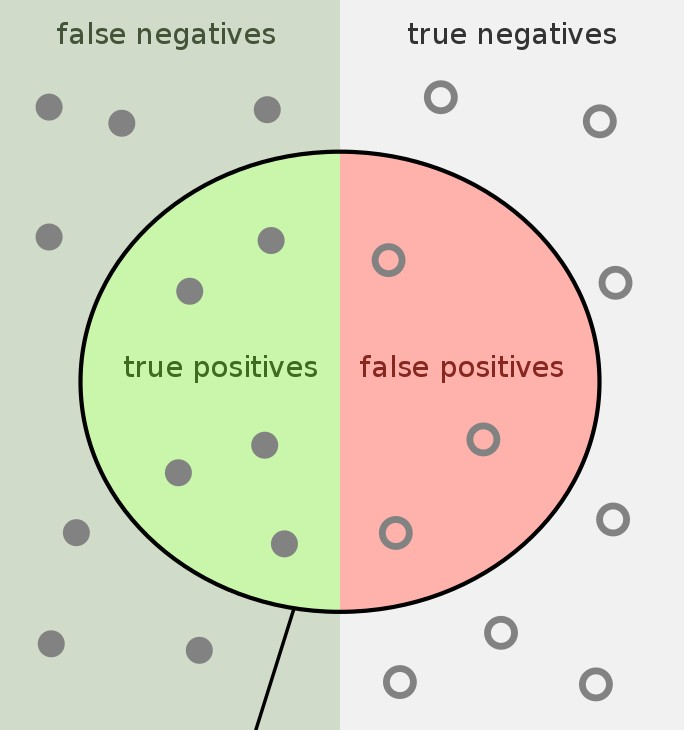 false negatives
true negatives
true positives
false positives